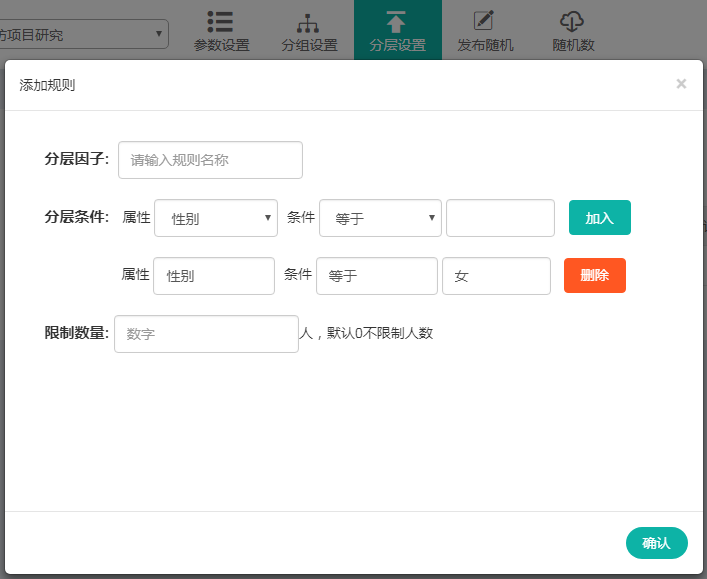 访项目研究
参数设置
分组设置
分层设置
发布随机
随机数
添加规则
×
分层因子: 请输入规则名称
分层条件: 属性 性别 条件 等于 加入
属性 性别 条件 等于 女 删除
限制数量: 数字 人，默认0不限制人数
确认